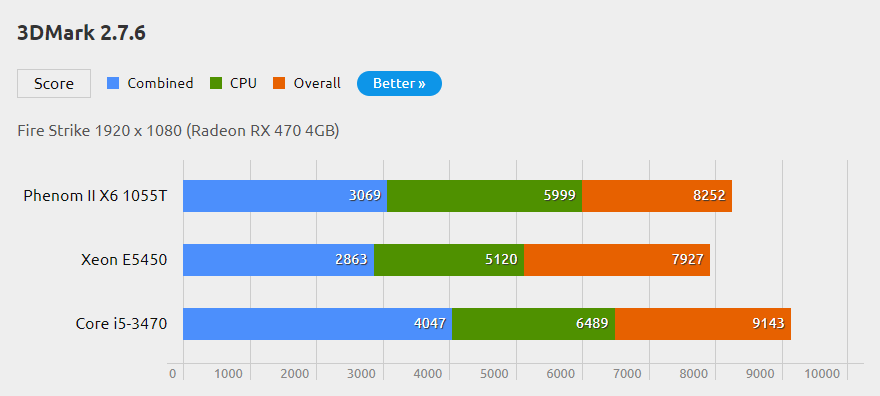 3DMark 2.7.6
Score Combined CPU Overall Better »
Fire Strike 1920 x 1080 (Radeon RX 470 4GB)
Phenom II X6 1055T 3069 5999 8252
Xeon E5450 2863 5120 7927
Core i5-3470 4047 6489 9143
0 1000 2000 3000 4000 5000 6000 7000 8000 9000 10000